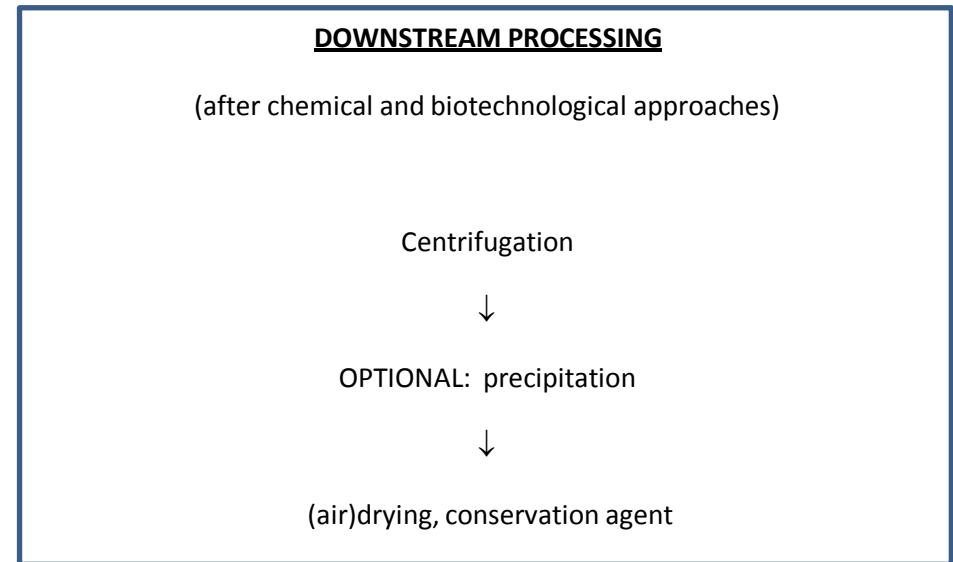 DOWNSTREAM PROCESSING
(after chemical and biotechnological approaches)
Centrifugation
↓
OPTIONAL: precipitation
↓
(air)drying, conservation agent